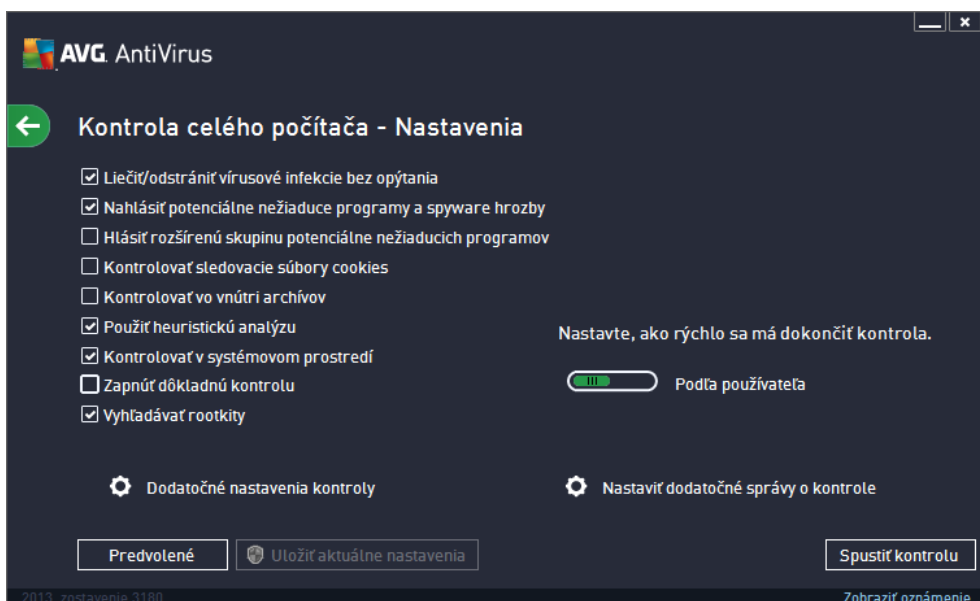 AVG. AntiVirus
Kontrola celého počítača - Nastavenia
Liečiť/odstrániť vírusové infekcie bez opýtania
Nahlásiť potenciálne nežiaduce programy a spyware hrozby
Hlásiť rozšírenú skupinu potenciálne nežiaducich programov
Kontrolovať sledovacie súbory cookies
Kontrolovať vo vnútri archívov
Použiť heuristickú analýzu
Kontrolovať v systémovom prostredí
Zapnúť dôkladnú kontrolu
Vyhľadávať rootkity
Nastavte, ako rýchlo sa má dokončiť kontrola.
Podľa používateľa
Dodatočné nastavenia kontroly
Nastaviť dodatočné správy o kontrole
Predvolené
Uložiť aktuálne nastavenia
Spustiť kontrolu
2013 zostavenie 3180
Zobraziť oznámenie